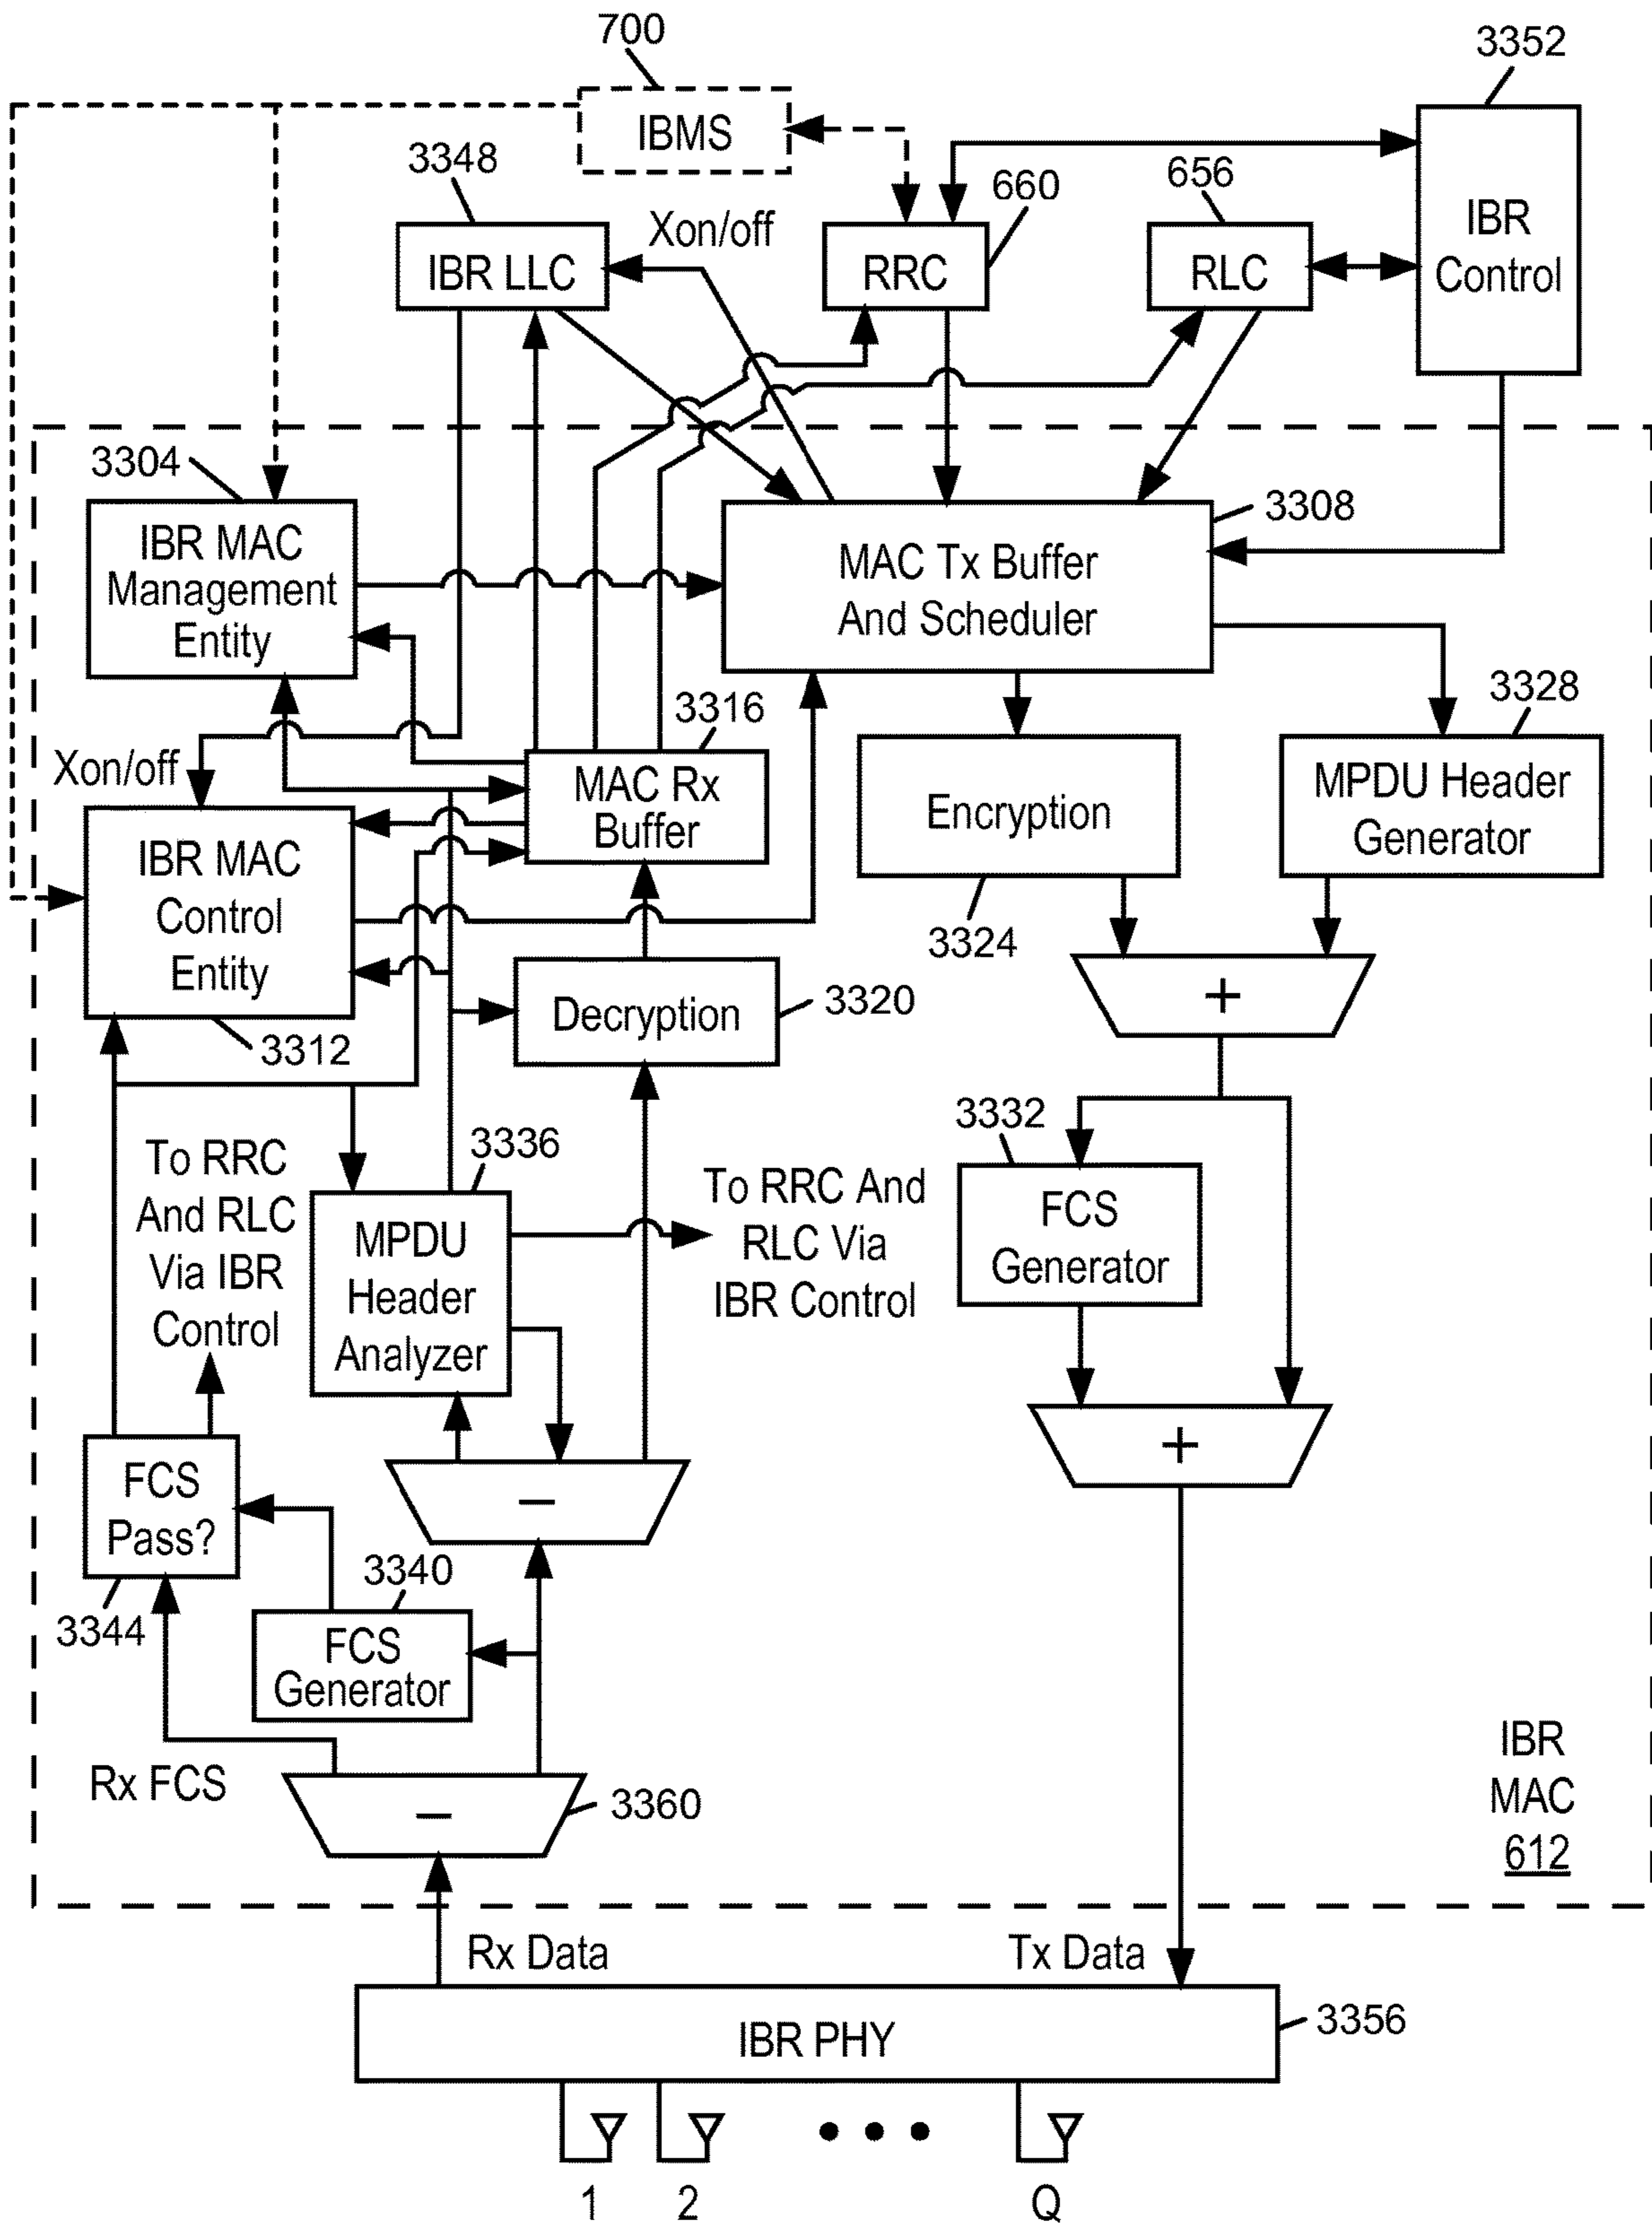 700
3352
IBMS
3348
656
660
Xon/off
IBR
Control
IBR LLC
RRC
RLC
3304
3308
IBR MAC
Management
Entity
MAC Tx Buffer
And Scheduler
3316
3328
Xon/off
MAC Rx
Buffer
Encryption
MPDU Header
Generator
IBR MAC
Control
Entity
3324
+
3312
Decryption
3320
3332
3336
To RRC
And RLC
Via IBR
Control
To RRC And
RLC Via
IBR Control
MPDU
Header
Analyzer
FCS
Generator
+
FCS
Pass?
−
3344
3340
FCS
Generator
Rx FCS
−
3360
IBR
MAC
612
Rx Data
Tx Data
IBR PHY
3356
• • •
1
2
Q